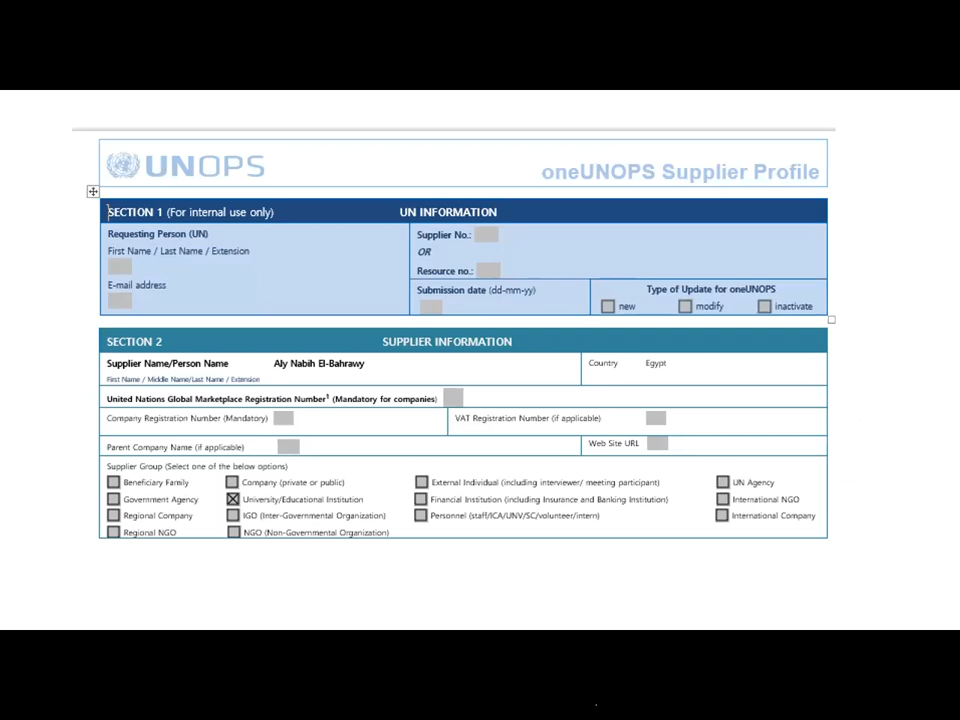 UNOPS
oneUNOPS Supplier Profile
SECTION 1 (For internal use only) UN INFORMATION
Requesting Person (UN)
First Name / Last Name / Extension
E-mail address
Supplier No.:
OR
Resource no.:
Submission date (dd-mm-yy)
Type of Update for oneUNOPS
new modify inactivate
SECTION 2 SUPPLIER INFORMATION
Supplier Name/Person Name Aly Nabih El-Bahrawy
First Name / Middle Name/Last Name / Extension
Country Egypt
United Nations Global Marketplace Registration Number1 (Mandatory for companies)
Company Registration Number (Mandatory)
VAT Registration Number (if applicable)
Parent Company Name (if applicable)
Web Site URL
Supplier Group (Select one of the below options)
Beneficiary Family Company (private or public) External Individual (including interviewer/ meeting participant) UN Agency
Government Agency University/Educational Institution Financial Institution (including Insurance and Banking Institution) International NGO
Regional Company IGO (Inter-Governmental Organization) Personnel (staff/ICA/UNV/SC/volunteer/intern) International Company
Regional NGO NGO (Non-Governmental Organization)